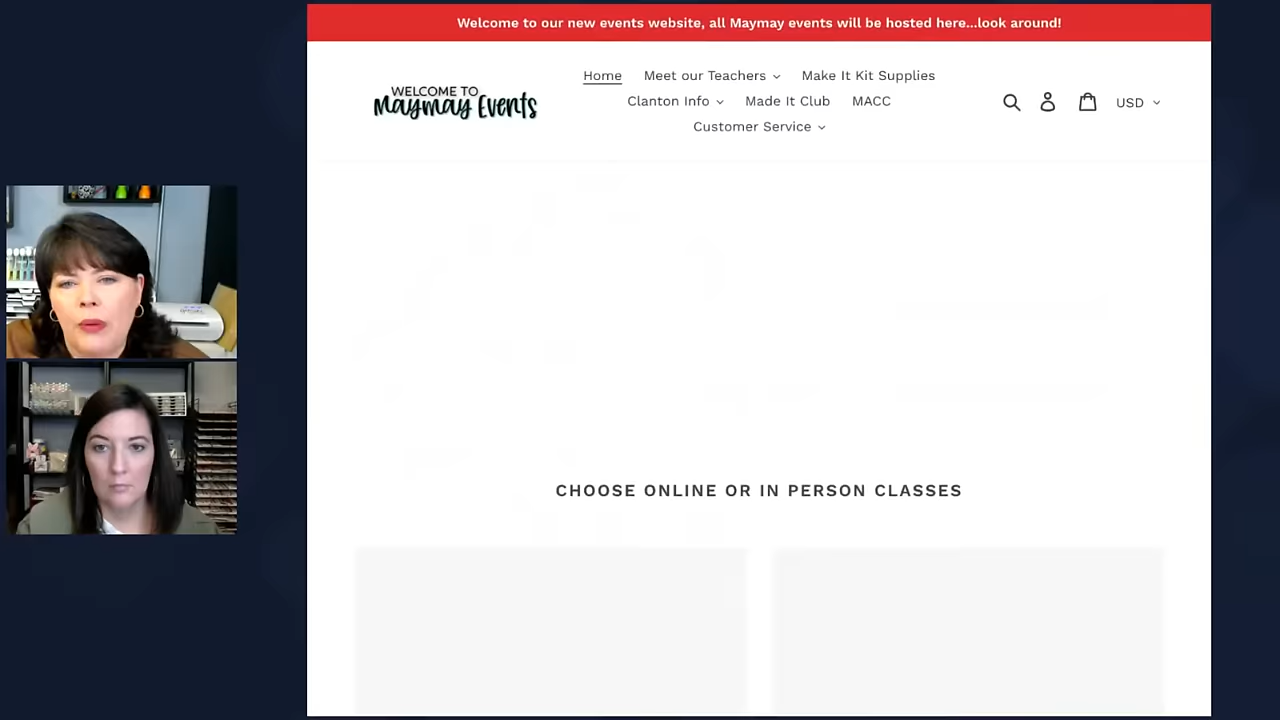 Welcome to our new events website, all Maymay events will be hosted here...look around!
WELCOME TO
Maymay Events
Home Meet our Teachers Make It Kit Supplies
Clanton Info Made It Club MACC
Customer Service
USD
CHOOSE ONLINE OR IN PERSON CLASSES